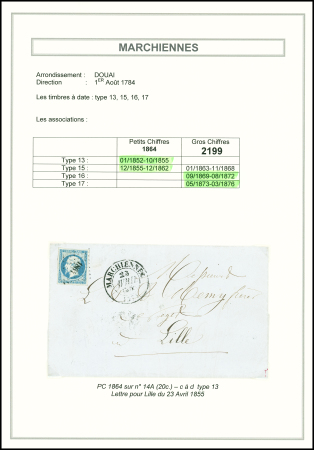 MARCHIENNES
Arrondissement : DOUAI
Direction : 1ER Août 1784
Les timbres à date : type 13, 15, 16, 17
Les associations :
Petits Chiffres 1864 Gros Chiffres 2199
Type 13 : 01/1852-10/1855
Type 15 : 12/1855-12/1862 01/1863-11/1868
Type 16 : 09/1869-08/1872
Type 17 : 05/1873-03/1876
MARCHIENNES
23
Lille
PC 1864 sur n° 14A (20c.) – c à d type 13
Lettre pour Lille du 23 Avril 1855